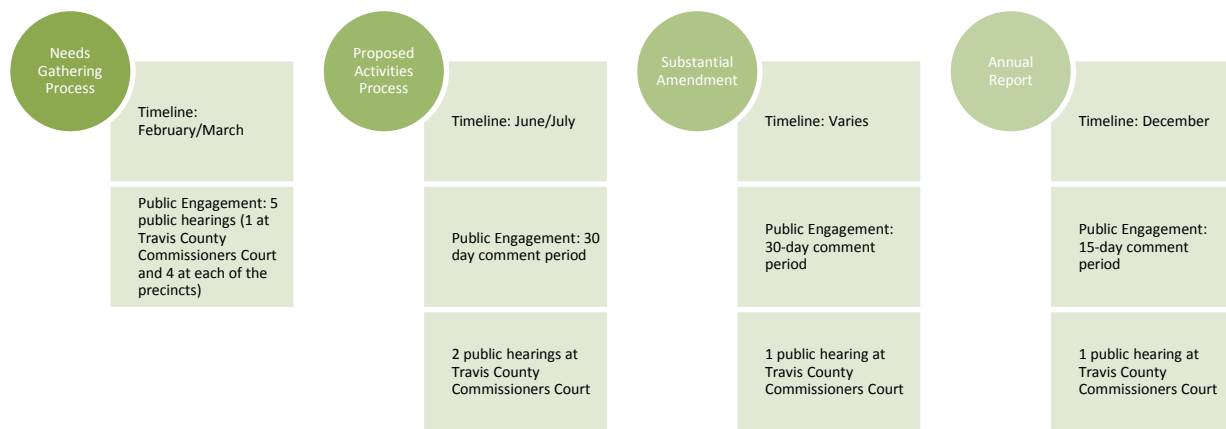 Needs
Gathering
Process
Timeline:
February/March
Public Engagement: 5
public hearings (1 at
Travis County
Commissioners Court
and 4 at each of the
precincts)
Proposed
Activities
Process
Timeline: June/July
Public Engagement: 30
day comment period
2 public hearings at
Travis County
Commissioners Court
Substantial
Amendment
Timeline: Varies
Public Engagement:
30-day comment
period
1 public hearing at
Travis County
Commissioners Court
Annual
Report
Timeline: December
Public Engagement:
15-day comment
period
1 public hearing at
Travis County
Commissioners Court